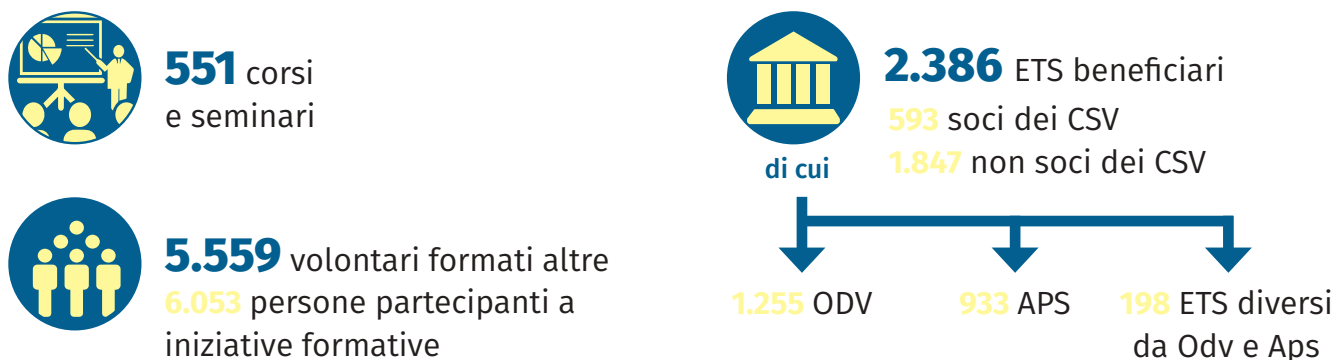 551 corsi
e seminari
5.559 volontari formati altre
6.053 persone partecipanti a
iniziative formative
2.386 ETS beneficiari
593 soci dei CSV
1.847 non soci dei CSV
di cui
1.255 ODV
933 APS
198 ETS diversi
da Odv e Aps